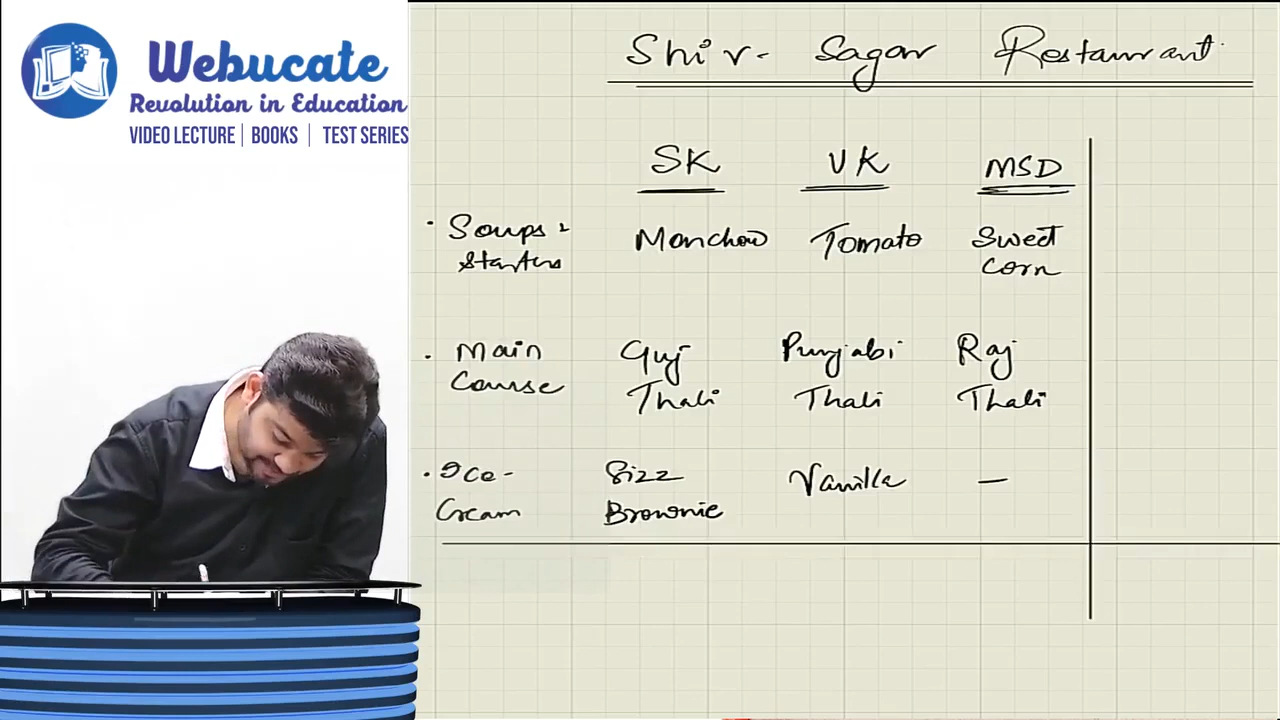 Webucate
Revolution in Education
VIDEO LECTURE | BOOKS | TEST SERIES
Shiv - Sagar Restaurant
SK VK MSD
• Soups & Starters Manchow Tomato Sweet Corn
• Main Course Guj Thali Punjabi Thali Raj Thali
• Ice-Cream Sizz Brownie Vanilla —